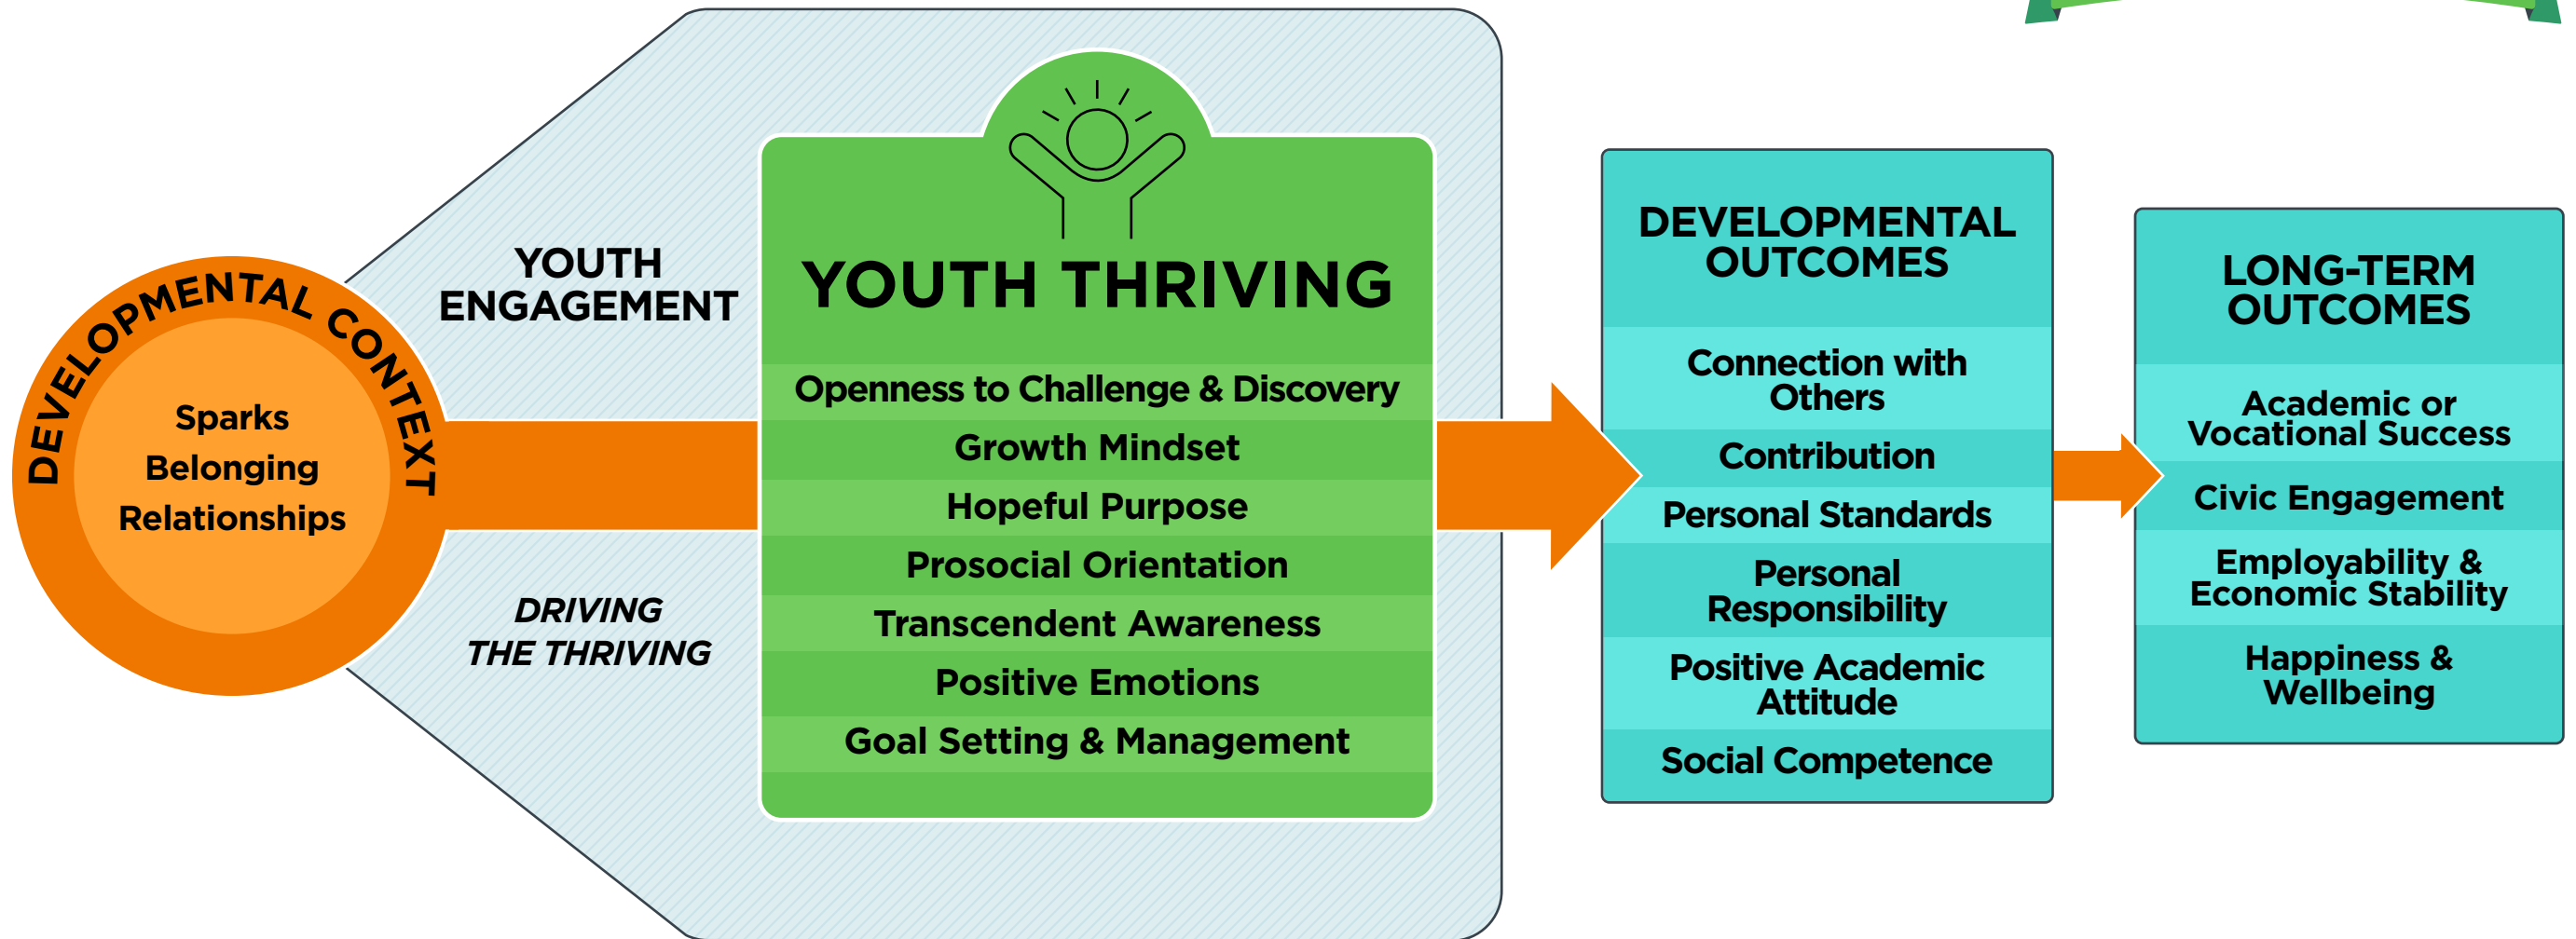 DEVELOPMENTAL CONTEXT
Sparks
Belonging
Relationships
YOUTH
ENGAGEMENT
DRIVING
THE THRIVING
YOUTH THRIVING
Openness to Challenge & Discovery
Growth Mindset
Hopeful Purpose
Prosocial Orientation
Transcendent Awareness
Positive Emotions
Goal Setting & Management
DEVELOPMENTAL
OUTCOMES
Connection with
Others
Contribution
Personal Standards
Personal
Responsibility
Positive Academic
Attitude
Social Competence
LONG-TERM
OUTCOMES
Academic or
Vocational Success
Civic Engagement
Employability &
Economic Stability
Happiness &
Wellbeing